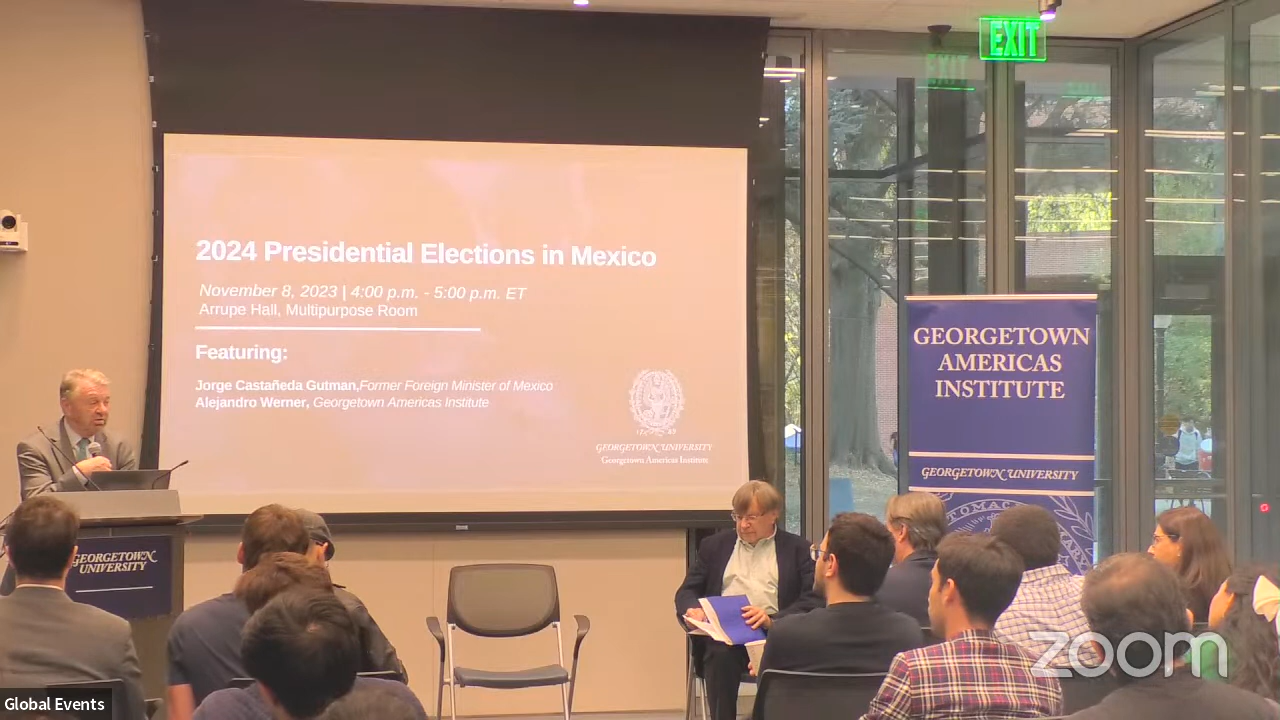 EXIT
EXIT
2024 Presidential Elections in Mexico
November 8, 2023 | 4:00 p.m. - 5:00 p.m. ET
Arrupe Hall, Multipurpose Room
Featuring:
Jorge Castañeda Gutman,Former Foreign Minister of Mexico
Alejandro Werner, Georgetown Americas Institute
GEORGETOWN UNIVERSITY
Georgetown Americas Institute
GEORGETOWN
AMERICAS
INSTITUTE
GEORGETOWN UNIVERSITY
GEORGETOWN
UNIVERSITY
zoom
Global Events